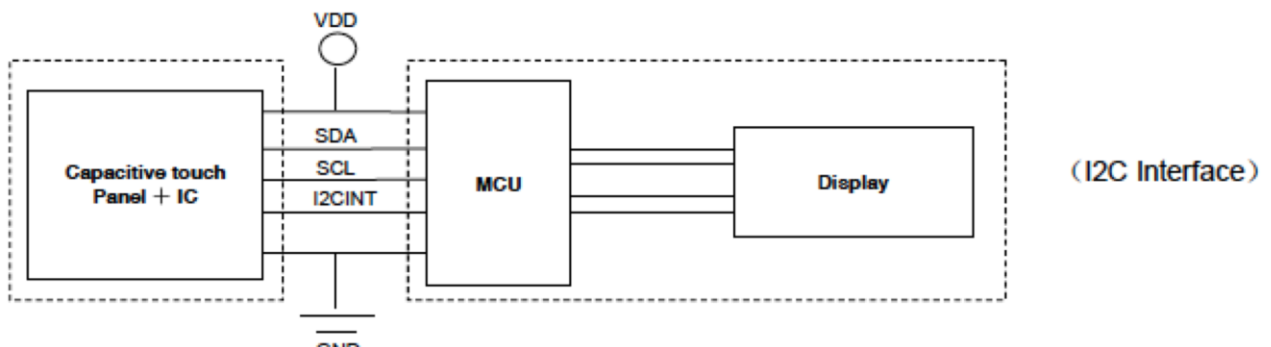 VDD
SDA
SCL
I2CINT
Capacitive touch
Panel + IC
MCU
Display
（I2C Interface）